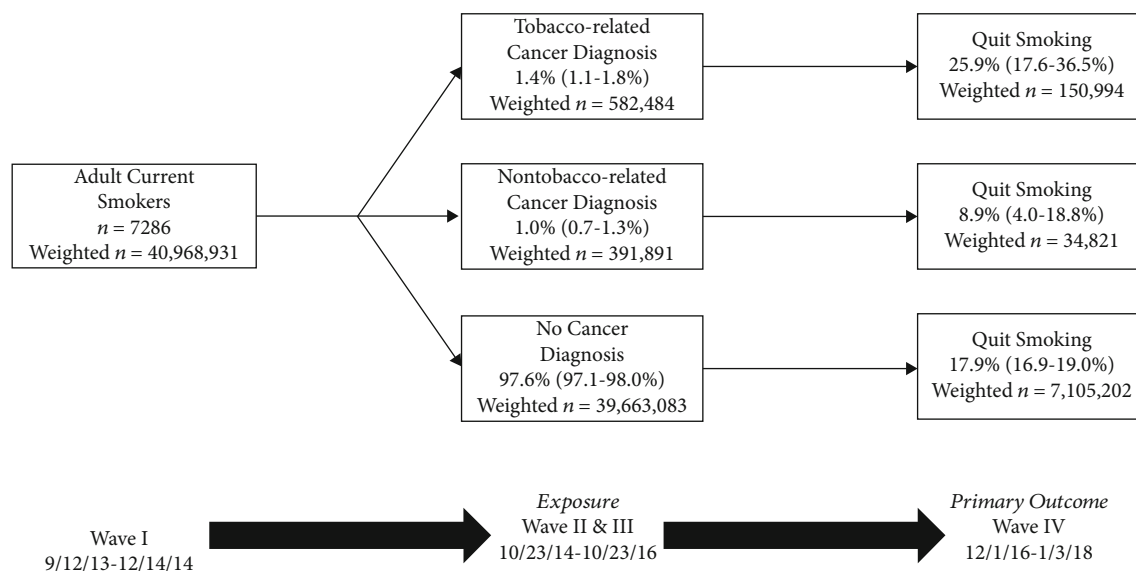 Adult Current
Smokers
n = 7286
Weighted n = 40,968,931
Tobacco-related
Cancer Diagnosis
1.4% (1.1-1.8%)
Weighted n = 582,484
Quit Smoking
25.9% (17.6-36.5%)
Weighted n = 150,994
Nontobacco-related
Cancer Diagnosis
1.0% (0.7-1.3%)
Weighted n = 391,891
Quit Smoking
8.9% (4.0-18.8%)
Weighted n = 34,821
No Cancer
Diagnosis
97.6% (97.1-98.0%)
Weighted n = 39,663,083
Quit Smoking
17.9% (16.9-19.0%)
Weighted n = 7,105,202
Wave I
9/12/13-12/14/14
Exposure
Wave II & III
10/23/14-10/23/16
Primary Outcome
Wave IV
12/1/16-1/3/18